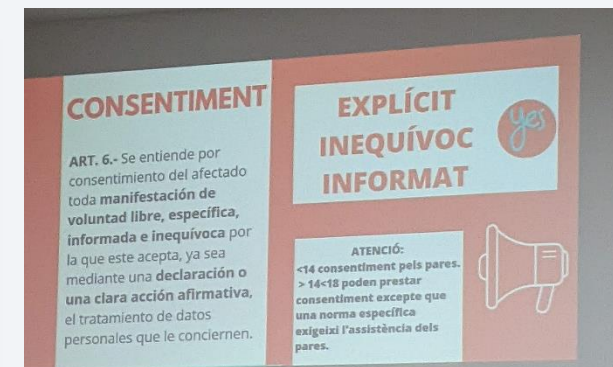 CONSENTIMENT
ART. 6.- Se entiende por
consentimiento del afectado
toda manifestación de
voluntad libre, específica,
informada e inequívoca por
la que este acepta, ya sea
mediante una declaración o
una clara acción afirmativa,
el tratamiento de datos
personales que le conciernen.
EXPLÍCIT
INEQUÍVOC
INFORMAT
yes
ATENCIÓ:
<14 consentiment pels pares.
> 14<18 poden prestar
consentiment excepte que
una norma específica
exigeixi l'assistència dels
pares.